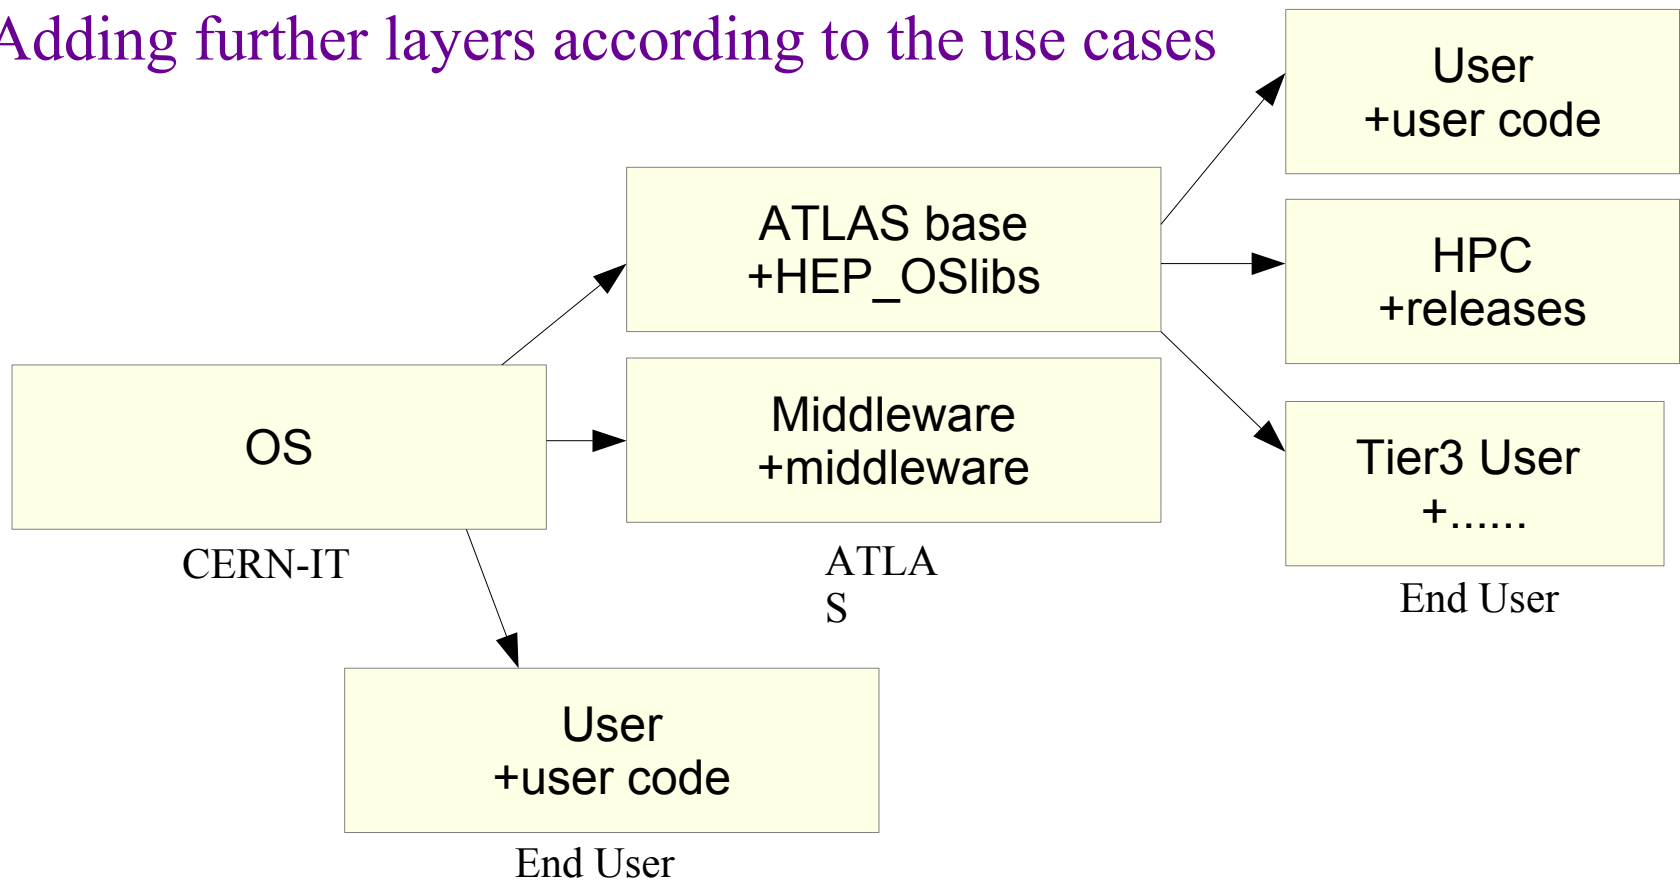 Adding further layers according to the use cases
User
+user code
ATLAS base
+HEP_OSlibs
HPC
+releases
OS
Middleware
+middleware
Tier3 User
+......
CERN-IT
ATLA
S
End User
User
+user code
End User